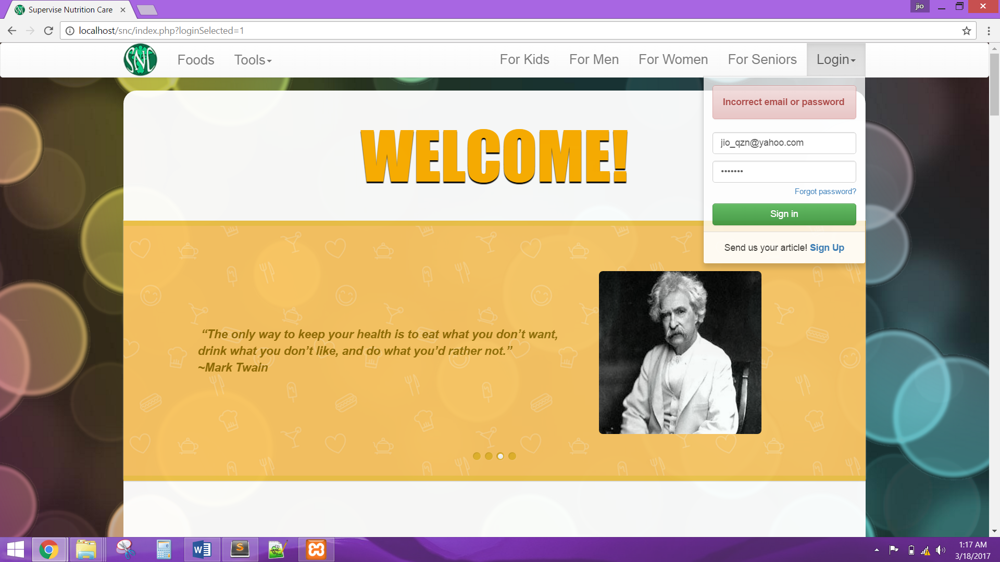 Supervise Nutrition Care
jio
localhost/snc/index.php?loginSelected=1
SNC
Foods
Tools
For Kids
For Men
For Women
For Seniors
Login
Incorrect email or password
WELCOME!
jio_qzn@yahoo.com
•••••••
Forgot password?
Sign in
Send us your article! Sign Up
“The only way to keep your health is to eat what you don’t want,
drink what you don’t like, and do what you’d rather not.”
~Mark Twain
1:17 AM
3/18/2017